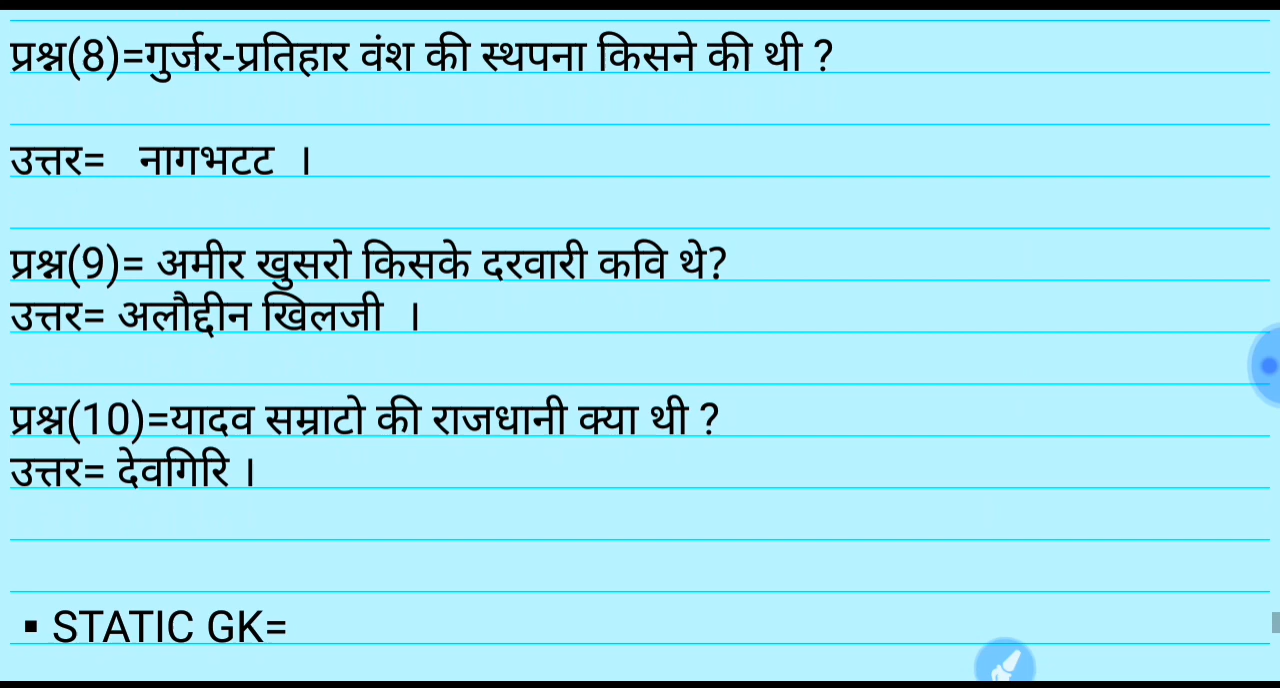 प्रश्न(8)=गुर्जर-प्रतिहार वंश की स्थपना किसने की थी ?
उत्तर= नागभटट ।
प्रश्न(9)= अमीर खुसरो किसके दरवारी कवि थे?
उत्तर= अलौद्दीन खिलजी ।
प्रश्न(10)=यादव सम्राटो की राजधानी क्या थी ?
उत्तर= देवगिरि ।
▪ STATIC GK=